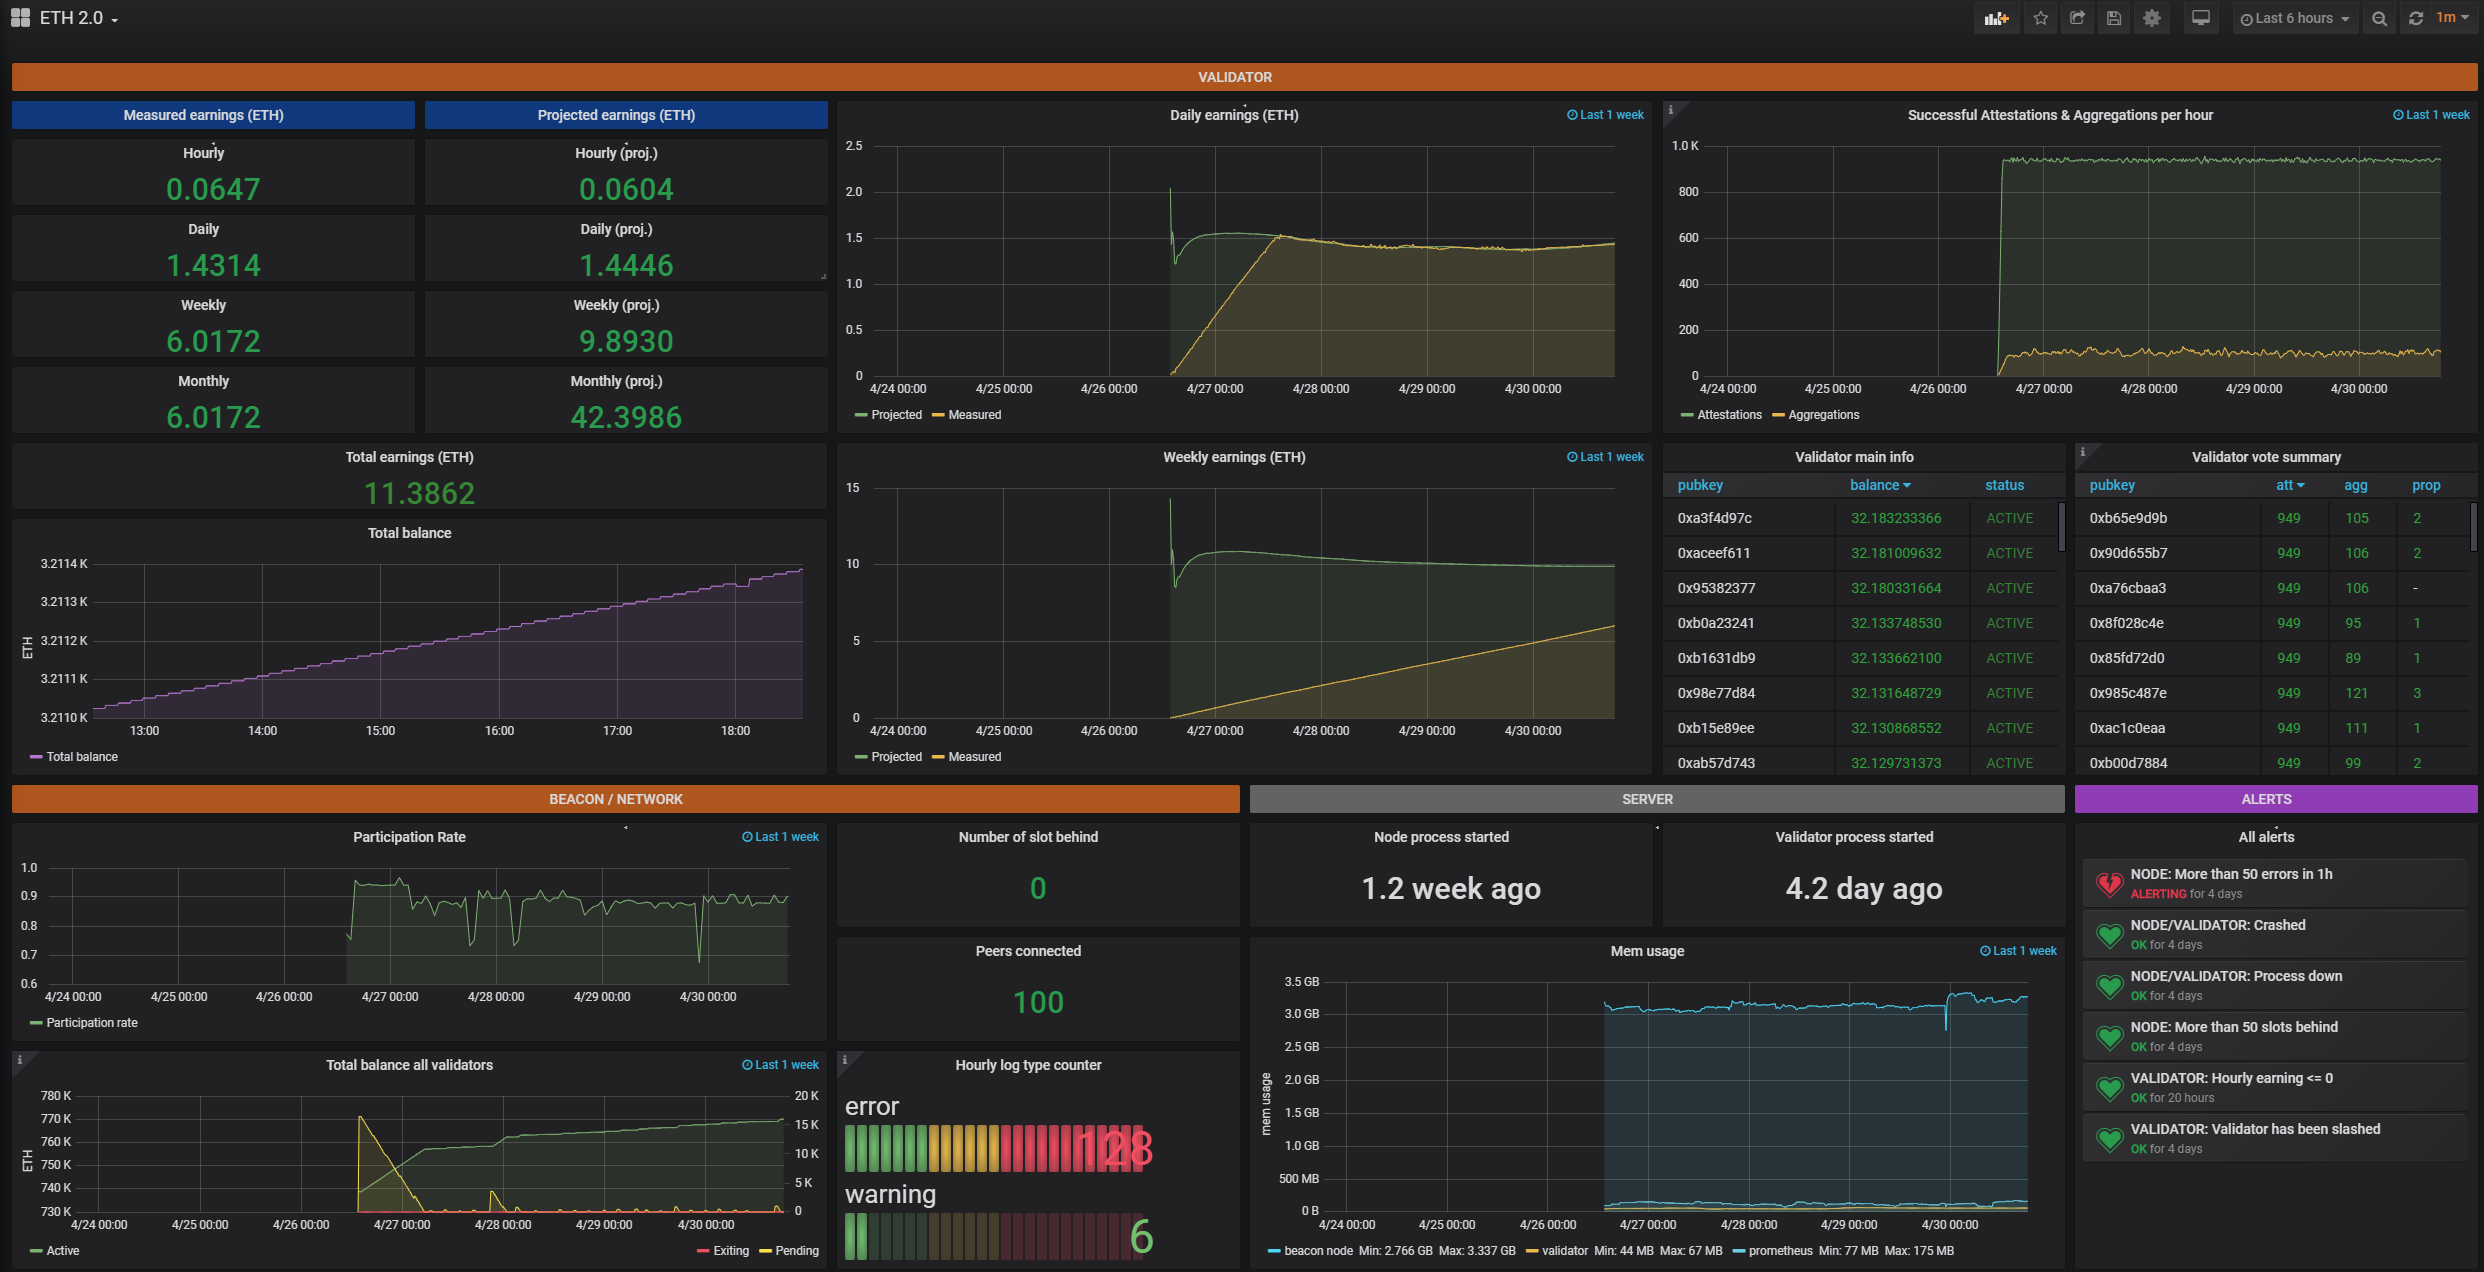 ETH 2.0
Last 6 hours
1m
VALIDATOR
Measured earnings (ETH)
Hourly
0.0647
Daily
1.4314
Weekly
6.0172
Monthly
6.0172
Projected earnings (ETH)
Hourly (proj.)
0.0604
Daily (proj.)
1.4446
Weekly (proj.)
9.8930
Monthly (proj.)
42.3986
Total earnings (ETH)
11.3862
Total balance
3.2114 K
3.2113 K
3.2112 K
3.2111 K
3.2110 K
ETH
13:00 14:00 15:00 16:00 17:00 18:00
Total balance
Daily earnings (ETH) Last 1 week
2.5
2.0
1.5
1.0
0.5
0
4/24 00:00 4/25 00:00 4/26 00:00 4/27 00:00 4/28 00:00 4/29 00:00 4/30 00:00
Projected Measured
Weekly earnings (ETH) Last 1 week
15
10
5
0
4/24 00:00 4/25 00:00 4/26 00:00 4/27 00:00 4/28 00:00 4/29 00:00 4/30 00:00
Projected Measured
i
Successful Attestations & Aggregations per hour Last 1 week
1.0 K
800
600
400
200
0
4/24 00:00 4/25 00:00 4/26 00:00 4/27 00:00 4/28 00:00 4/29 00:00 4/30 00:00
Attestations Aggregations
Validator main info
pubkey balance status
0xa3f4d97c 32.183233366 ACTIVE
0xaceef611 32.181009632 ACTIVE
0x95382377 32.180331664 ACTIVE
0xb0a23241 32.133748530 ACTIVE
0xb1631db9 32.133662100 ACTIVE
0x98e77d84 32.131648729 ACTIVE
0xb15e89ee 32.130868552 ACTIVE
0xab57d743 32.129731373 ACTIVE
i
Validator vote summary
pubkey att agg prop
0xb65e9d9b 949 105 2
0x90d655b7 949 106 2
0xa76cbaa3 949 106 -
0x8f028c4e 949 95 1
0x85fd72d0 949 89 1
0x985c487e 949 121 3
0xac1c0eaa 949 111 1
0xb00d7884 949 99 2
BEACON / NETWORK
Participation Rate Last 1 week
1.0
0.9
0.8
0.7
0.6
4/24 00:00 4/25 00:00 4/26 00:00 4/27 00:00 4/28 00:00 4/29 00:00 4/30 00:00
Participation rate
i
Total balance all validators Last 1 week
780 K
770 K
760 K
750 K
740 K
730 K
ETH
20 K
15 K
10 K
5 K
0
4/24 00:00 4/25 00:00 4/26 00:00 4/27 00:00 4/28 00:00 4/29 00:00 4/30 00:00
Active Exiting Pending
Number of slot behind
0
Peers connected
100
i
Hourly log type counter
error
128
warning
6
SERVER
Node process started
1.2 week ago
Validator process started
4.2 day ago
Mem usage Last 1 week
3.5 GB
3.0 GB
2.5 GB
2.0 GB
1.5 GB
1.0 GB
500 MB
0 B
mem usage
4/24 00:00 4/25 00:00 4/26 00:00 4/27 00:00 4/28 00:00 4/29 00:00 4/30 00:00
beacon node Min: 2.766 GB Max: 3.337 GB validator Min: 44 MB Max: 67 MB prometheus Min: 77 MB Max: 175 MB
ALERTS
All alerts
NODE: More than 50 errors in 1h
ALERTING for 4 days
NODE/VALIDATOR: Crashed
OK for 4 days
NODE/VALIDATOR: Process down
OK for 4 days
NODE: More than 50 slots behind
OK for 4 days
VALIDATOR: Hourly earning <= 0
OK for 20 hours
VALIDATOR: Validator has been slashed
OK for 4 days